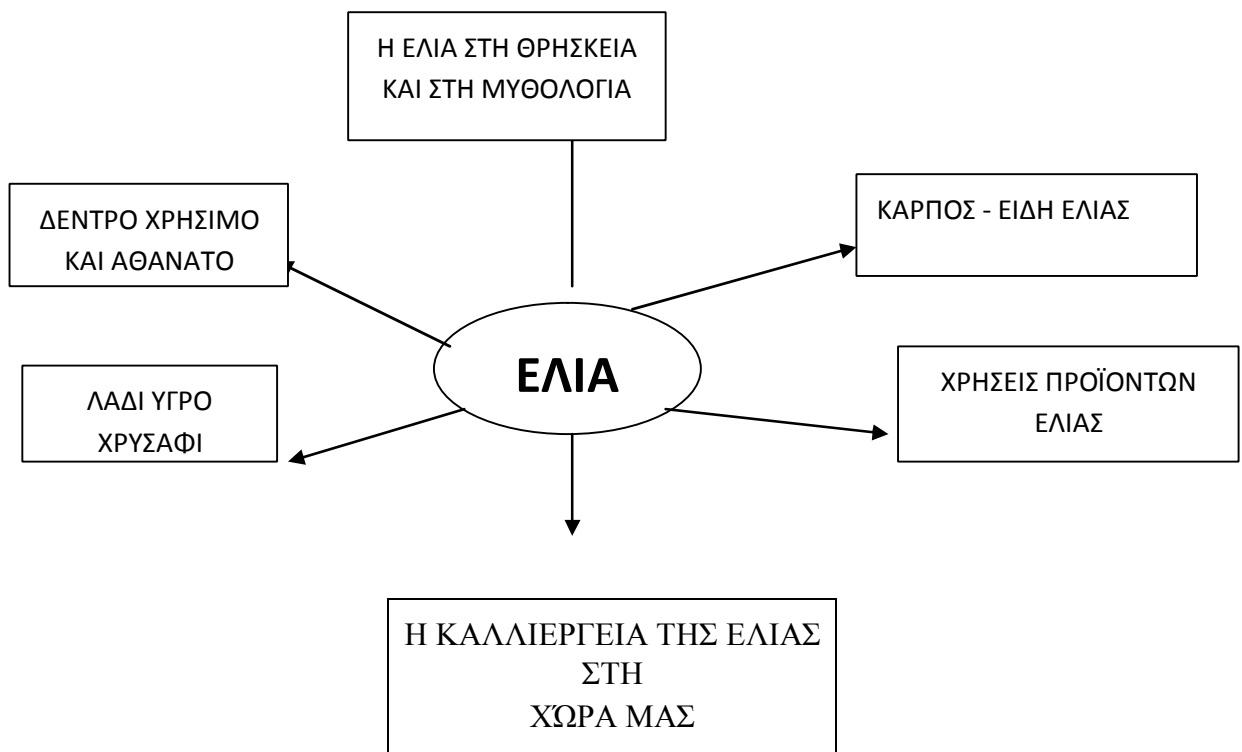 Η ΕΛΙΑ ΣΤΗ ΘΡΗΣΚΕΙΑ
ΚΑΙ ΣΤΗ ΜΥΘΟΛΟΓΙΑ
ΔΕΝΤΡΟ ΧΡΗΣΙΜΟ
ΚΑΙ ΑΘΑΝΑΤΟ
ΚΑΡΠΟΣ - ΕΙΔΗ ΕΛΙΑΣ
ΕΛΙΑ
ΛΑΔΙ ΥΓΡΟ
ΧΡΥΣΑΦΙ
ΧΡΗΣΕΙΣ ΠΡΟΪΟΝΤΩΝ
ΕΛΙΑΣ
Η ΚΑΛΛΙΕΡΓΕΙΑ ΤΗΣ ΕΛΙΑΣ
ΣΤΗ
ΧΏΡΑ ΜΑΣ